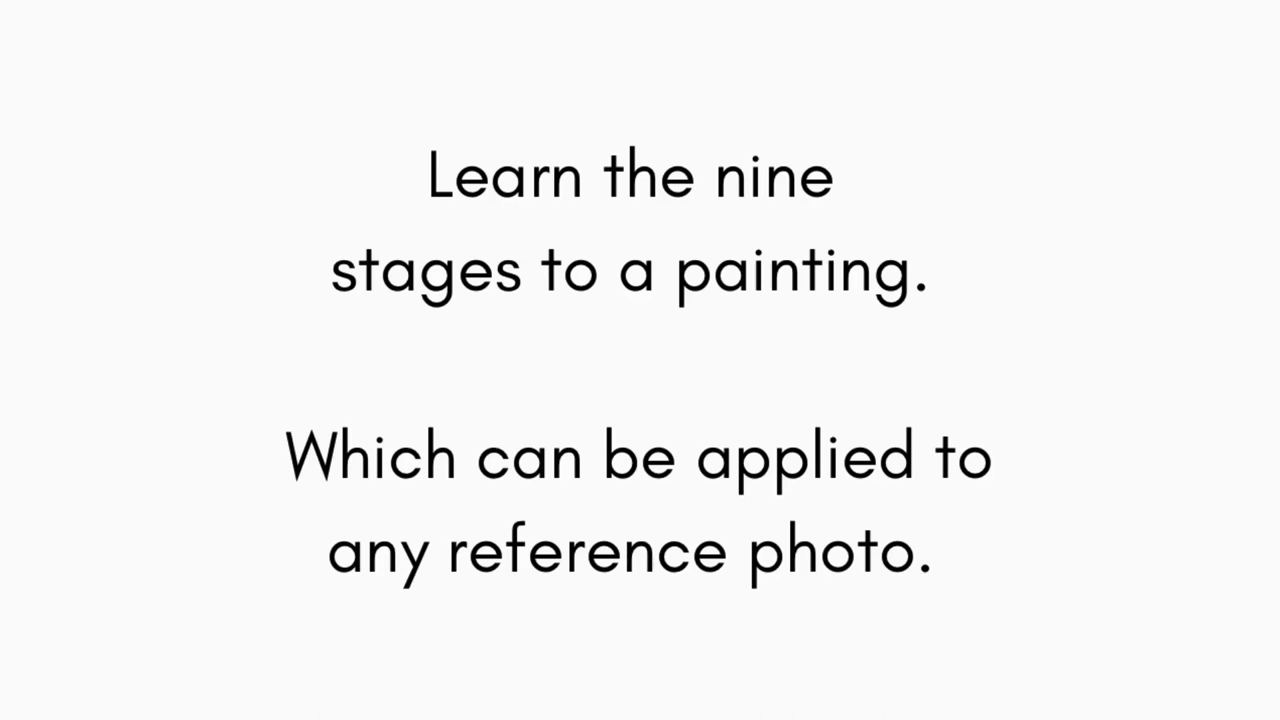 Learn the nine
stages to a painting.
Which can be applied to
any reference photo.